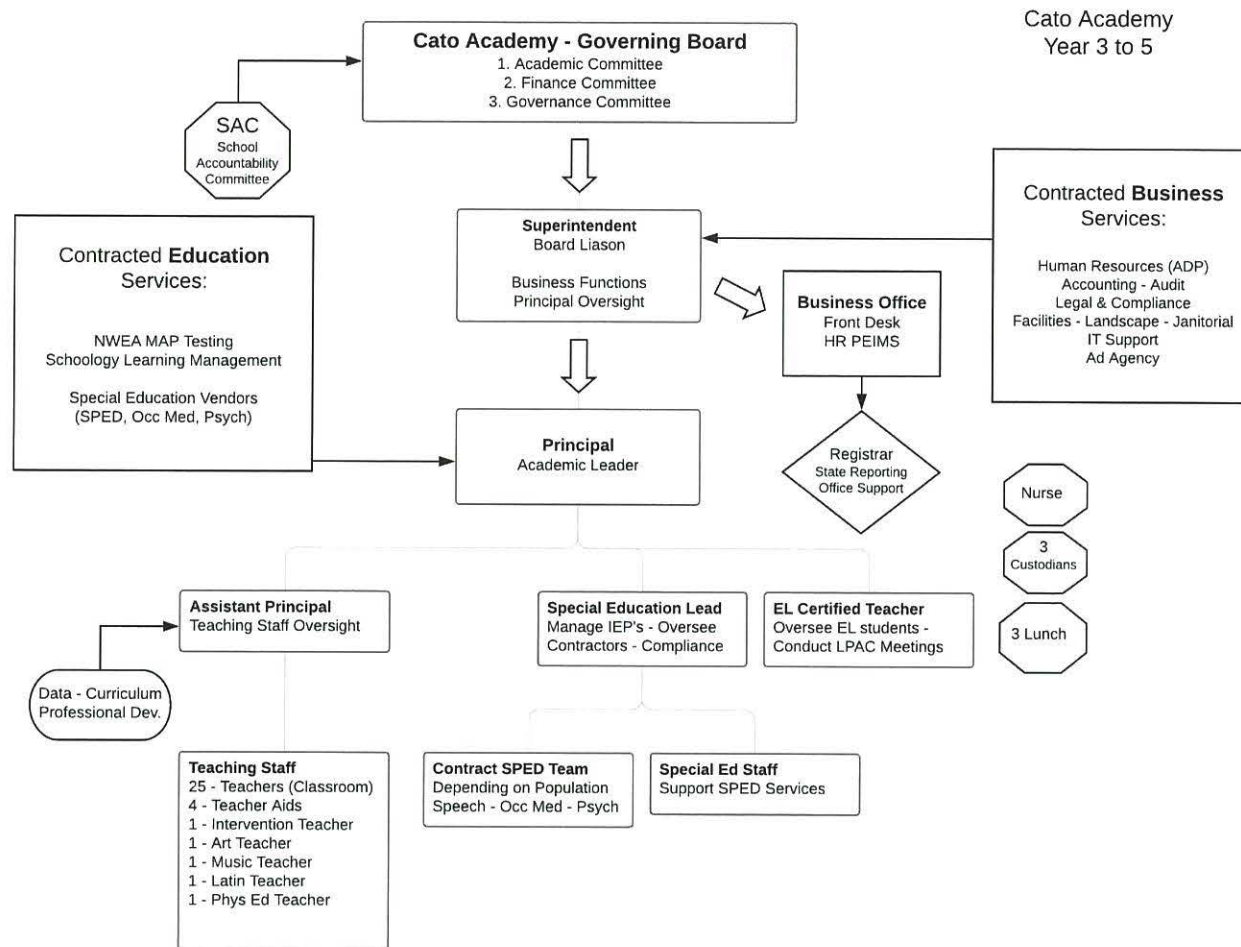 Cato Academy
Year 3 to 5
Cato Academy - Governing Board
1. Academic Committee
2. Finance Committee
3. Governance Committee
SAC
School
Accountability
Committee
Contracted Education
Services:
NWEA MAP Testing
Schoology Learning Management
Special Education Vendors
(SPED, Occ Med, Psych)
Superintendent
Board Liason
Business Functions
Principal Oversight
Contracted Business
Services:
Human Resources (ADP)
Accounting - Audit
Legal & Compliance
Facilities - Landscape - Janitorial
IT Support
Ad Agency
Business Office
Front Desk
HR PEIMS
Principal
Academic Leader
Registrar
State Reporting
Office Support
Nurse
3
Custodians
3 Lunch
Assistant Principal
Teaching Staff Oversight
Special Education Lead
Manage IEP's - Oversee
Contractors - Compliance
EL Certified Teacher
Oversee EL students -
Conduct LPAC Meetings
Data - Curriculum
Professional Dev.
Teaching Staff
25 - Teachers (Classroom)
4 - Teacher Aids
1 - Intervention Teacher
1 - Art Teacher
1 - Music Teacher
1 - Latin Teacher
1 - Phys Ed Teacher
Contract SPED Team
Depending on Population
Speech - Occ Med - Psych
Special Ed Staff
Support SPED Services